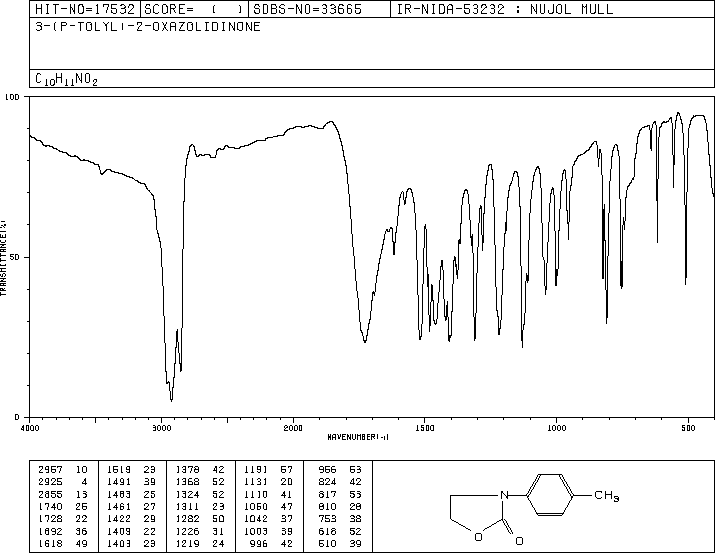 HIT-NO=17532 SCORE= ( ) SDBS-NO=33665 IR-NIDA-53232 : NUJOL MULL
3-(P-TOLYL)-2-OXAZOLIDINONE
C10H11NO2
100
50
0
TRANSMITTANCE(%)
4000 3000 2000 1500 1000 500
WAVENUMBER(-1)
2957 10 1519 23 1378 42 1191 57 956 53
2925 4 1491 39 1368 52 1131 20 824 42
2855 13 1483 25 1324 52 1110 41 817 53
1740 25 1461 27 1311 23 1050 47 810 28
1728 22 1422 29 1282 50 1042 37 753 38
1692 36 1409 22 1226 31 1003 39 618 52
1618 49 1403 23 1219 24 996 42 510 39
N CH3
O O